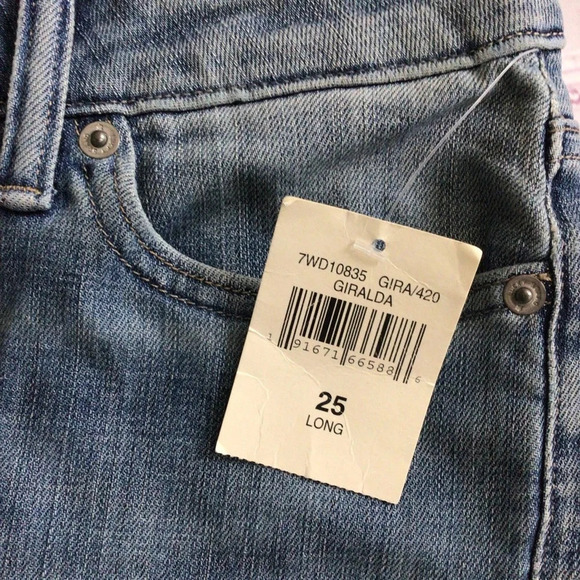 7WD10835 GIRA/420
GIRALDA
1 91671 66588 6
25
LONG